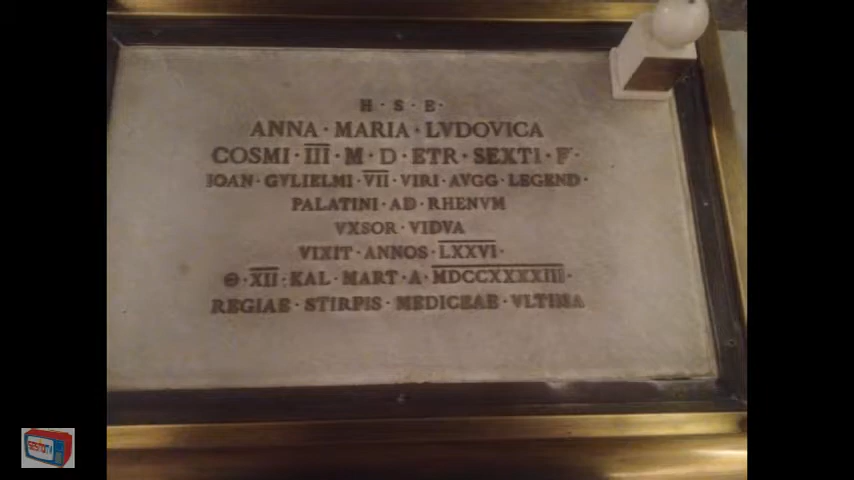 H·S·E·
ANNA·MARIA·LVDOVICA
COSMI·III·M·D·ETR·SEXTI·F·
IOAN·GVLIELMI·VII·VIRI·AVGG·LEGEND·
PALATINI·AD·RHENVM
VXSOR·VIDVA
VIXIT·ANNOS·LXXVI·
Θ·XII·KAL·MART·A·MDCCXXXXIII·
REGIAE·STIRPIS·MEDICEAE·VLTIMA